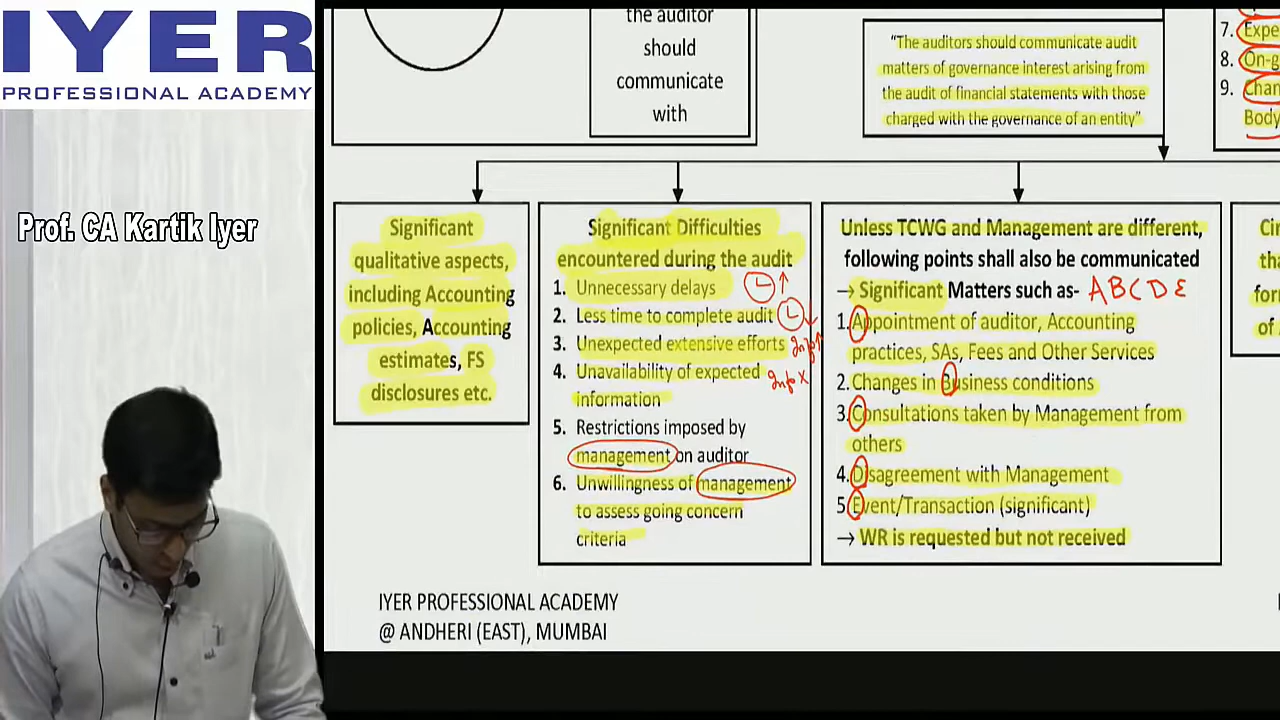 IYER
PROFESSIONAL ACADEMY
Prof. CA Kartik Iyer
the auditor
should
communicate
with
"The auditors should communicate audit
matters of governance interest arising from
the audit of financial statements with those
charged with the governance of an entity"
7. Expe
8. On-g
9. Chan
Body
Significant
qualitative aspects,
including Accounting
policies, Accounting
estimates, FS
disclosures etc.
Significant Difficulties
encountered during the audit
1. Unnecessary delays
2. Less time to complete audit
3. Unexpected extensive efforts Info↑
4. Unavailability of expected Info X
information
5. Restrictions imposed by
management on auditor
6. Unwillingness of management
to assess going concern
criteria
Unless TCWG and Management are different,
following points shall also be communicated
→ Significant Matters such as- ABCDE
1. Appointment of auditor, Accounting
practices, SAs, Fees and Other Services
2. Changes in Business conditions
3. Consultations taken by Management from
others
4. Disagreement with Management
5 Event/Transaction (significant)
→ WR is requested but not received
Cir
tha
for
of
IYER PROFESSIONAL ACADEMY
@ ANDHERI (EAST), MUMBAI